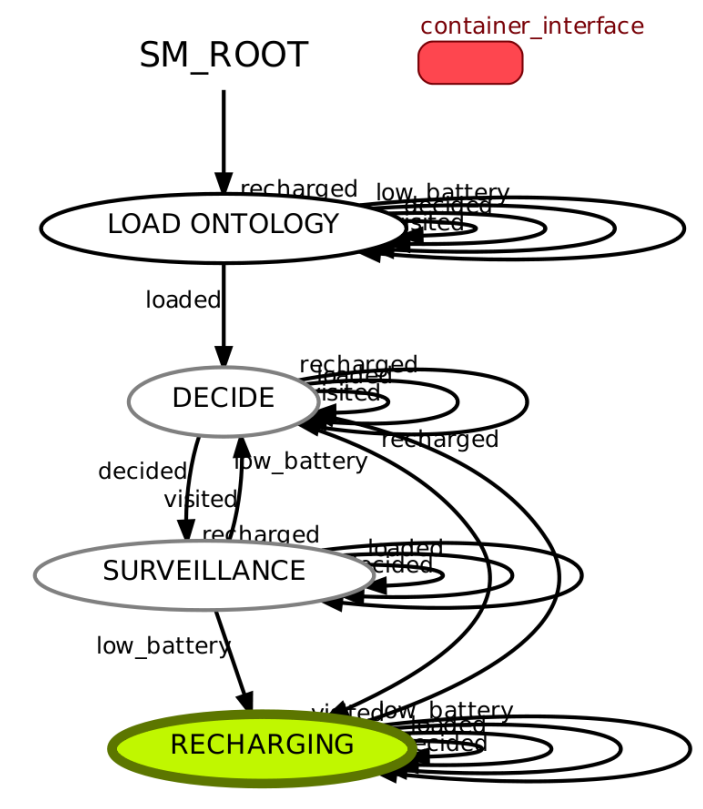 container_interface
SM_ROOT
recharged
low_battery
decided
visited
LOAD ONTOLOGY
loaded
recharged
loaded
visited
DECIDE
recharged
low_battery
decided
visited
recharged
loaded
decided
SURVEILLANCE
low_battery
visited
low_battery
loaded
decided
RECHARGING